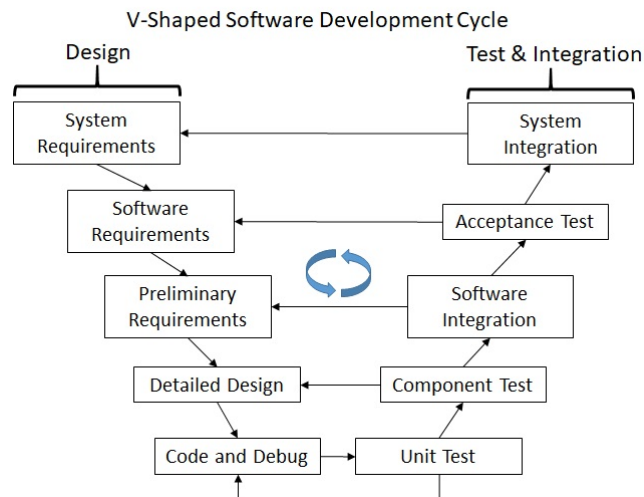 V-Shaped Software Development Cycle
Design
Test & Integration
System
Requirements
System
Integration
Software
Requirements
Acceptance Test
Preliminary
Requirements
Software
Integration
Detailed Design
Component Test
Code and Debug
Unit Test